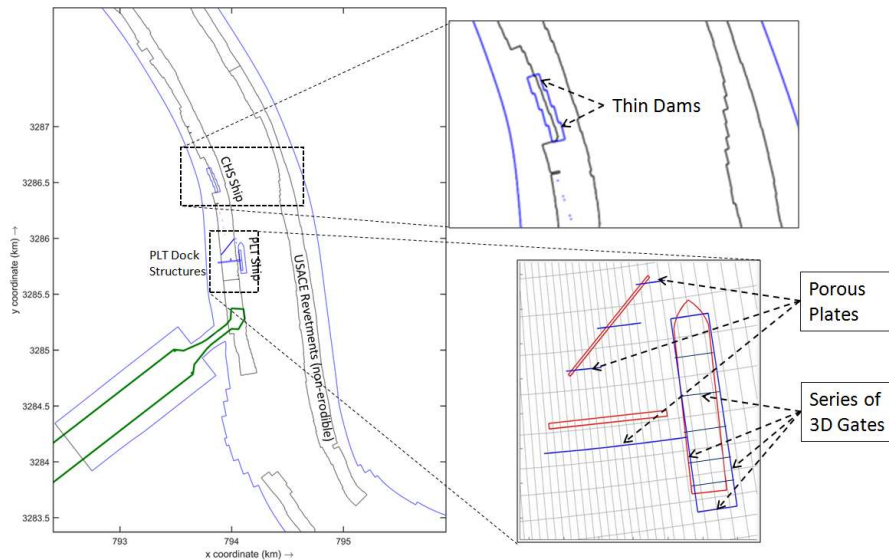 3287
3286.5
3286
3285.5
3285
3284.5
3284
3283.5
y coordinate (km) →
793
794
795
x coordinate (km) →
CHS Ship
PLT Ship
PLT Dock
Structures
USACE Revetments (non-erodible)
Thin Dams
Porous
Plates
Series of
3D Gates